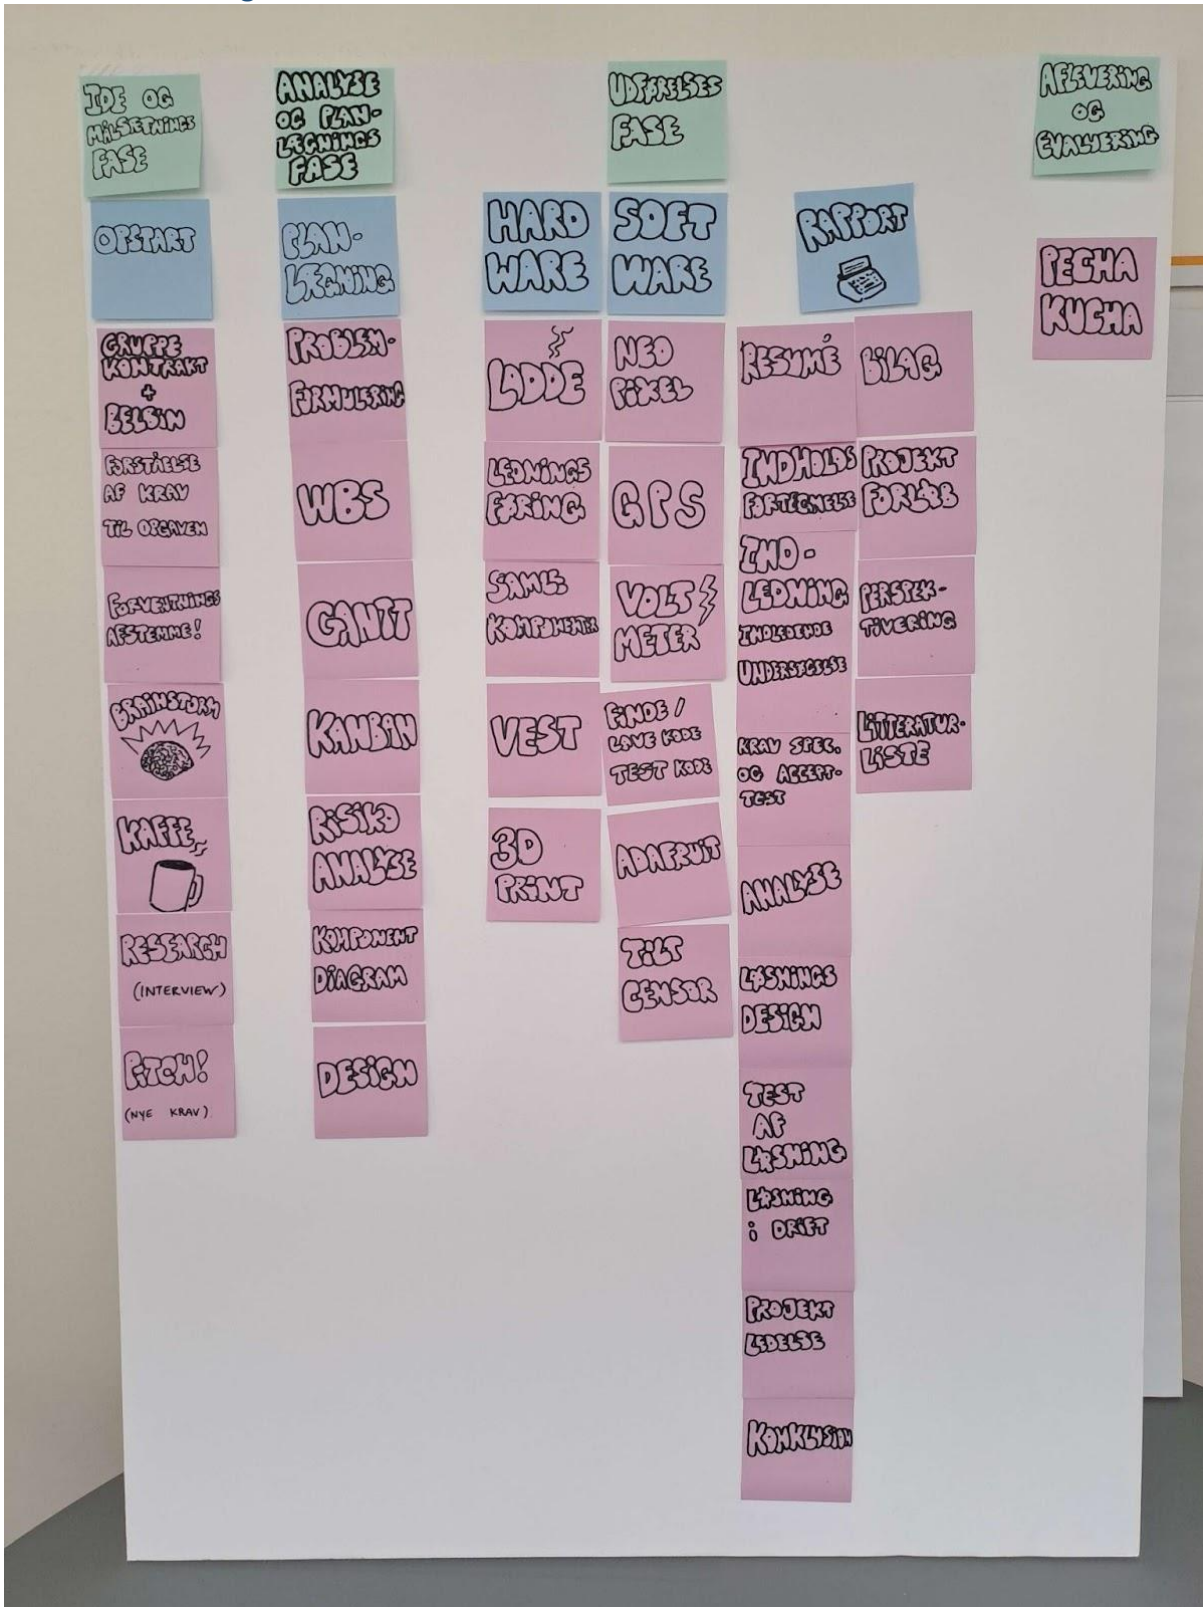 IDE OG
MÅLSÆTNINGS
FASE
ANALYSE
OG PLAN-
LÆGNINGS
FASE
UDFØRELSES
FASE
AFLEVERING
OG
EVALUERING
OPSTART
PLAN-
LÆGNING
HARD
WARE
SOFT
WARE
RAPPORT
PECHA
KUCHA
GRUPPE
KONTRAKT
+
BELBIN
FORSTÅELSE
AF KRAV
TIL OPGAVEN
FORVENTNINGS
AFSTEMME!
BRAINSTORM
KAFFE
RESEARCH
(INTERVIEW)
PITCH!
(NYE KRAV)
PROBLEM-
FORMULERING
WBS
GANTT
KANBAN
RISIKO
ANALYSE
KOMPONENT
DIAGRAM
DESIGN
LODDE
LEDNINGS
FØRING
SAMLE
KOMPONENTER
VEST
3D
PRINT
NEO
PIXEL
GPS
VOLT
METER
FINDE /
LAVE KODE
TEST KODE
ADAFRUIT
TILT
CENSOR
RESUMÉ
INDHOLDS
FORTEGNELSE
IND-
LEDNING
INDLEDENDE
UNDERSØGELSE
KRAV SPEC.
OG ACCEPT-
TEST
ANALYSE
LØSNINGS
DESIGN
TEST
AF
LØSNING
LØSNING
I DRIFT
PROJEKT
LEDELSE
KONKLUSION
BILAG
PROJEKT
FORLØB
PERSPEK-
TIVERING
LITTERATUR-
LISTE